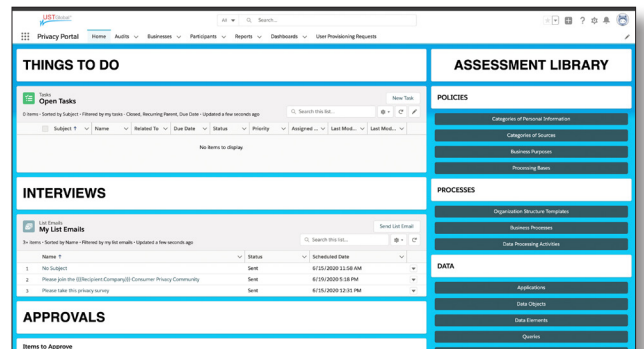 USTGlobal
All
Search...
Privacy Portal Home Audits Businesses Participants Reports Dashboards User Provisioning Requests
THINGS TO DO
Tasks
Open Tasks
New Task
0 items • Sorted by Subject • Filtered by my tasks - Closed, Recurring Parent, Due Date • Updated a few seconds ago
Search this list...
Subject ↑ Name Related To Due Date Status Priority Assigned ... Last Mod... Last Mod...
No items to display.
INTERVIEWS
List Emails
My List Emails
Send List Email
3+ items • Sorted by Name • Filtered by my list emails • Updated a few seconds ago
Search this list...
Name ↑ Status Scheduled Date
1 No Subject Sent 6/15/2020 11:58 AM
2 Please join the {{{Recipient.Company}}} Consumer Privacy Community Sent 6/19/2020 5:18 PM
3 Please take this privacy survey Sent 6/15/2020 12:31 PM
APPROVALS
Items to Approve
ASSESSMENT LIBRARY
POLICIES
Categories of Personal Information
Categories of Sources
Business Purposes
Processing Bases
PROCESSES
Organization Structure Templates
Business Processes
Data Processing Activities
DATA
Applications
Data Objects
Data Elements
Queries